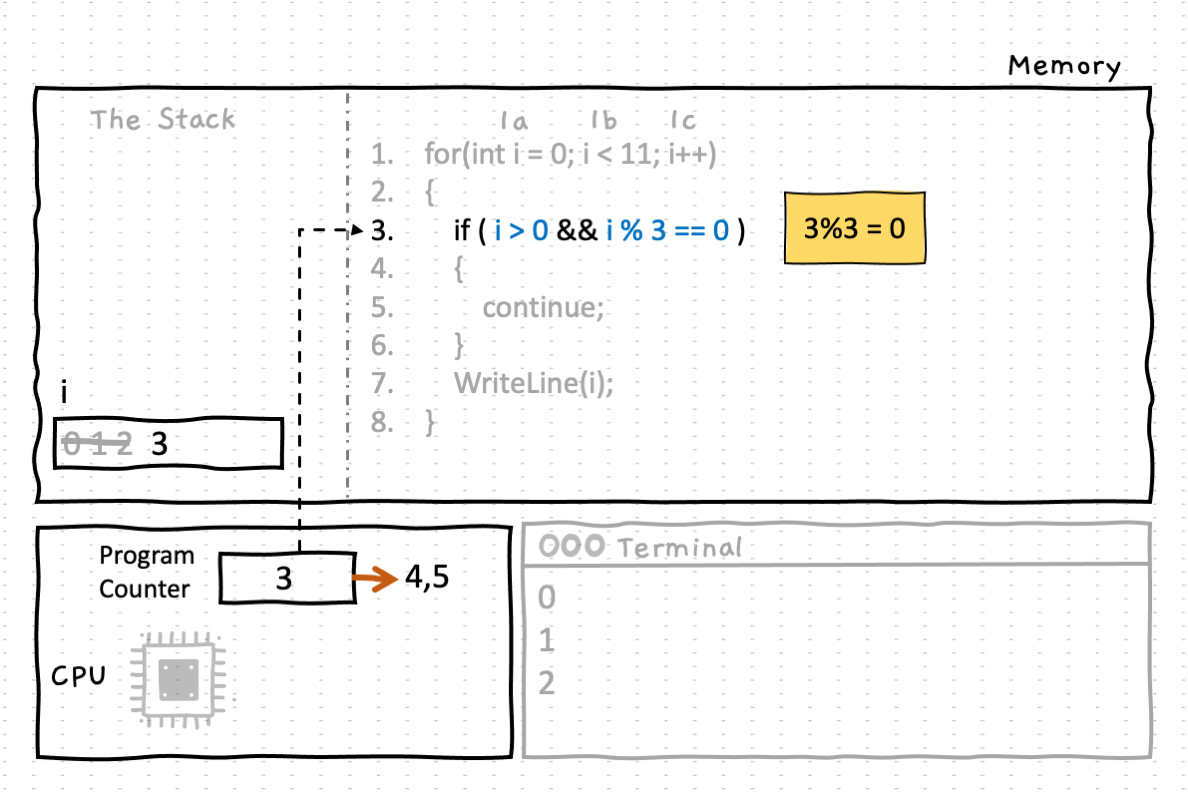 Memory
The Stack
1a 1b 1c
1. for(int i = 0; i < 11; i++)
2. {
3. if ( i > 0 && i % 3 == 0 )
3%3 = 0
4. {
5. continue;
6. }
7. WriteLine(i);
8. }
i
0 1 2 3
Program
Counter
3
4,5
CPU
Terminal
0
1
2